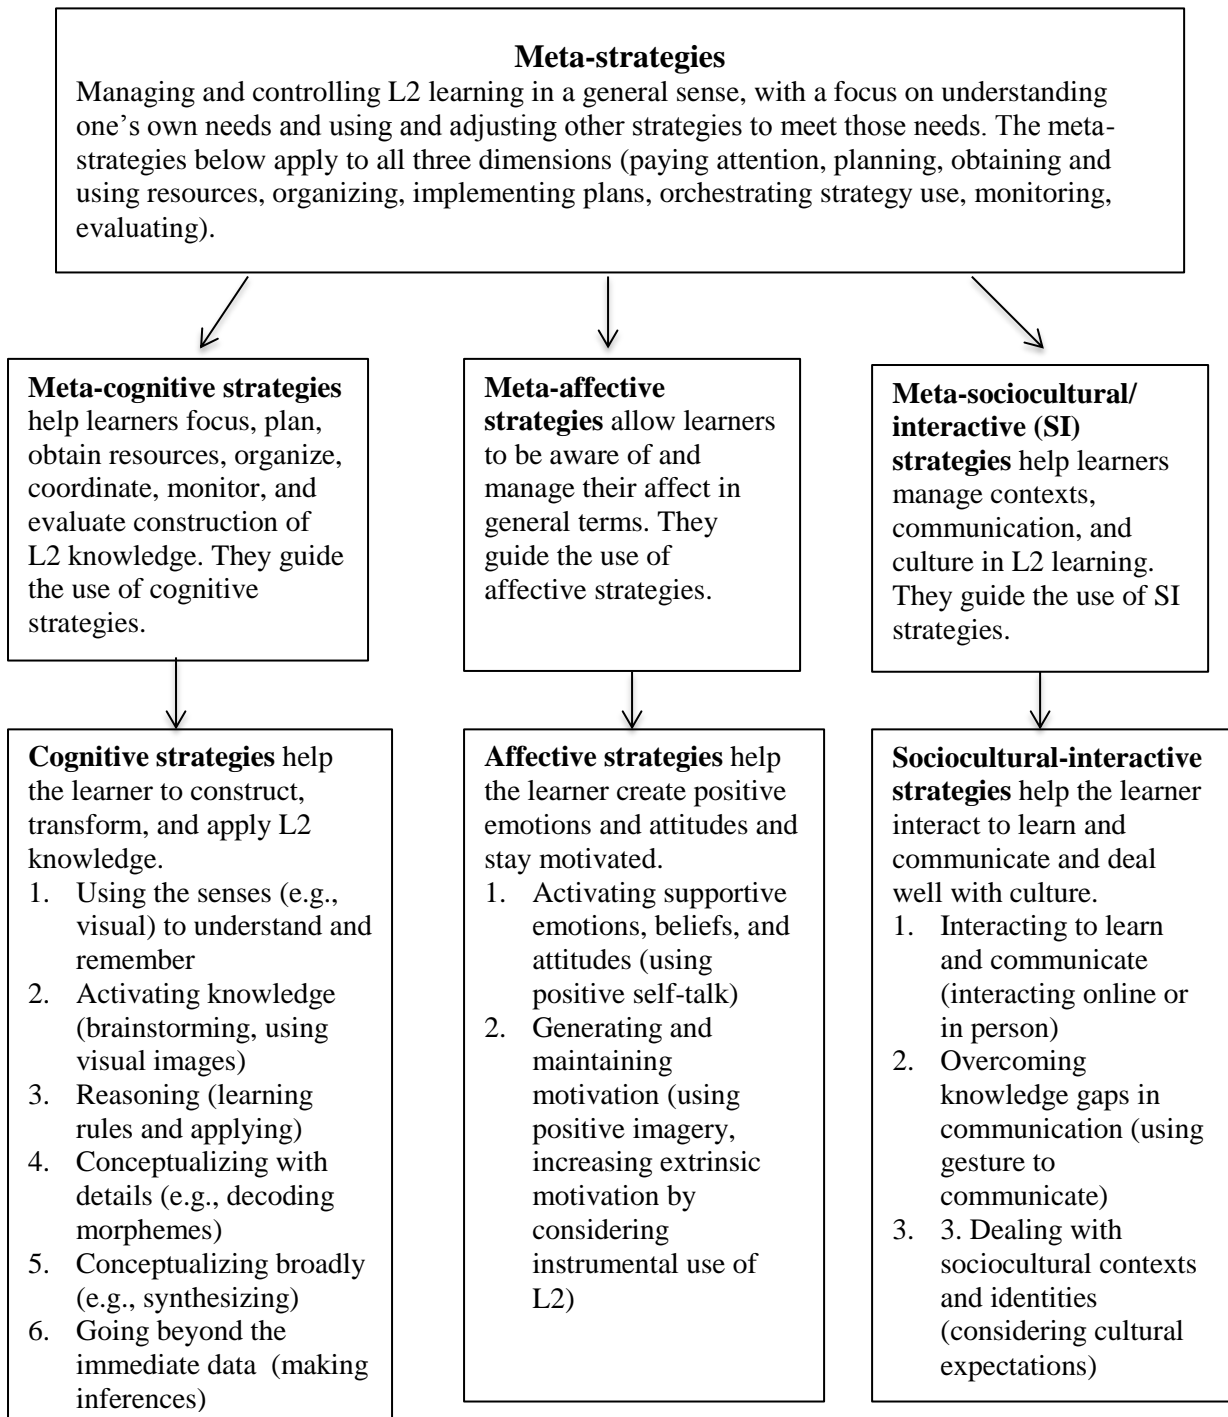 Meta-strategies
Managing and controlling L2 learning in a general sense, with a focus on understanding
one’s own needs and using and adjusting other strategies to meet those needs. The meta-
strategies below apply to all three dimensions (paying attention, planning, obtaining and
using resources, organizing, implementing plans, orchestrating strategy use, monitoring,
evaluating).
Meta-cognitive strategies
help learners focus, plan,
obtain resources, organize,
coordinate, monitor, and
evaluate construction of
L2 knowledge. They guide
the use of cognitive
strategies.
Meta-affective
strategies allow learners
to be aware of and
manage their affect in
general terms. They
guide the use of
affective strategies.
Meta-sociocultural/
interactive (SI)
strategies help learners
manage contexts,
communication, and
culture in L2 learning.
They guide the use of SI
strategies.
Cognitive strategies help
the learner to construct,
transform, and apply L2
knowledge.
1. Using the senses (e.g.,
visual) to understand and
remember
2. Activating knowledge
(brainstorming, using
visual images)
3. Reasoning (learning
rules and applying)
4. Conceptualizing with
details (e.g., decoding
morphemes)
5. Conceptualizing broadly
(e.g., synthesizing)
6. Going beyond the
immediate data (making
inferences)
Affective strategies help
the learner create positive
emotions and attitudes and
stay motivated.
1. Activating supportive
emotions, beliefs, and
attitudes (using
positive self-talk)
2. Generating and
maintaining
motivation (using
positive imagery,
increasing extrinsic
motivation by
considering
instrumental use of
L2)
Sociocultural-interactive
strategies help the learner
interact to learn and
communicate and deal
well with culture.
1. Interacting to learn
and communicate
(interacting online or
in person)
2. Overcoming
knowledge gaps in
communication (using
gesture to
communicate)
3. 3. Dealing with
sociocultural contexts
and identities
(considering cultural
expectations)